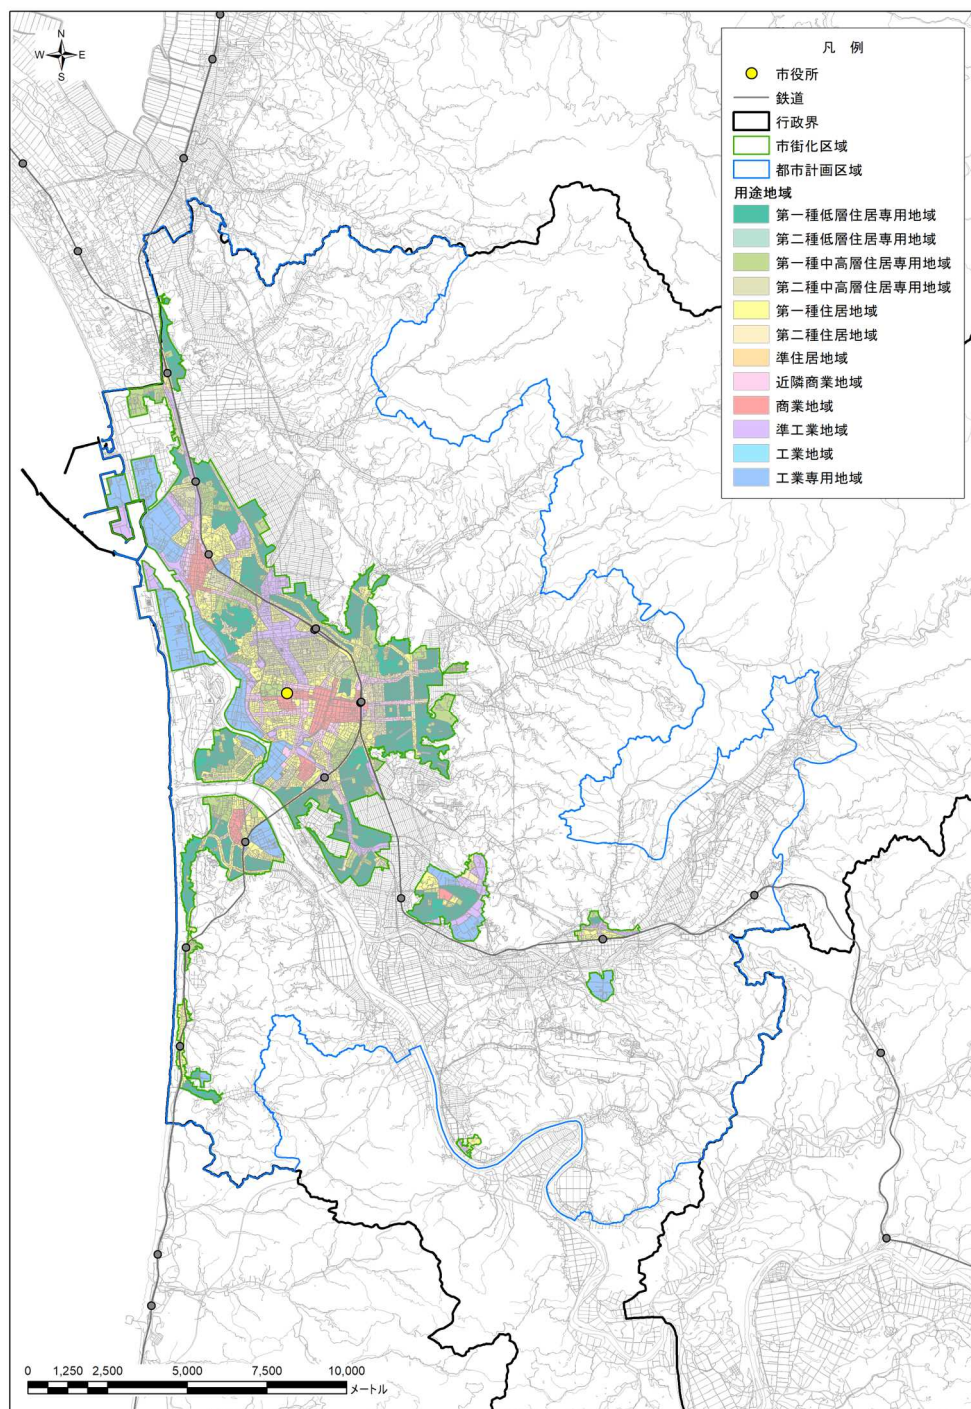 N
W E
S
凡 例
市役所
鉄道
行政界
市街化区域
都市計画区域
用途地域
第一種低層住居専用地域
第二種低層住居専用地域
第一種中高層住居専用地域
第二種中高層住居専用地域
第一種住居地域
第二種住居地域
準住居地域
近隣商業地域
商業地域
準工業地域
工業地域
工業専用地域
0 1,250 2,500 5,000 7,500 10,000
メートル